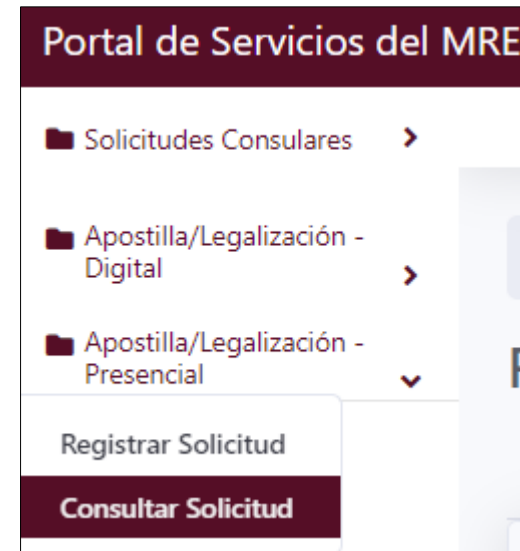 Portal de Servicios del MRE
Solicitudes Consulares
Apostilla/Legalización -
Digital
Apostilla/Legalización -
Presencial
Registrar Solicitud
Consultar Solicitud